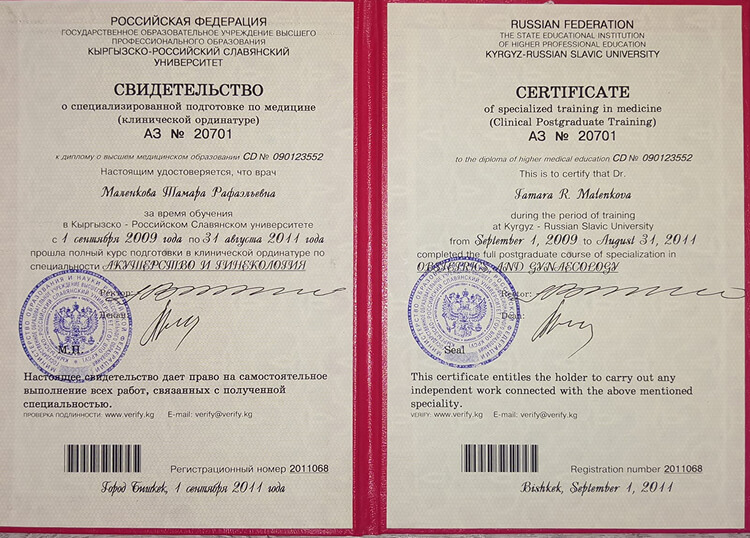 РОССИЙСКАЯ ФЕДЕРАЦИЯ
ГОСУДАРСТВЕННОЕ ОБРАЗОВАТЕЛЬНОЕ УЧРЕЖДЕНИЕ ВЫСШЕГО
ПРОФЕССИОНАЛЬНОГО ОБРАЗОВАНИЯ
КЫРГЫЗСКО-РОССИЙСКИЙ СЛАВЯНСКИЙ
УНИВЕРСИТЕТ
СВИДЕТЕЛЬСТВО
о специализированной подготовке по медицине
(клинической ординатуре)
АЗ № 20701
к диплому о высшем медицинском образовании CD № 090123552
Настоящим удостоверяется, что врач
Маленкова Тамара Рафаэльевна
за время обучения
в Кыргызско - Российском Славянском университете
с 1 сентября 2009 года по 31 августа 2011 года
прошла полный курс подготовки в клинической ординатуре по
специальности АКУШЕРСТВО И ГИНЕКОЛОГИЯ
Ректор:
Декан:
М.П.
Настоящее свидетельство дает право на самостоятельное
выполнение всех работ, связанных с полученной
специальностью.
ПРОВЕРКА ПОДЛИННОСТИ: www.verify.kg E-mail: verify@verify.kg
Регистрационный номер 2011068
Город Бишкек, 1 сентября 2011 года
RUSSIAN FEDERATION
THE STATE EDUCATIONAL INSTITUTION
OF HIGHER PROFESSIONAL EDUCATION
KYRGYZ-RUSSIAN SLAVIC UNIVERSITY
CERTIFICATE
of specialized training in medicine
(Clinical Postgraduate Training)
АЗ № 20701
to the diploma of higher medical education CD № 090123552
This is to certify that Dr.
Tamara R. Malenkova
during the period of training
at Kyrgyz - Russian Slavic University
from September 1, 2009 to August 31, 2011
completed the full postgraduate course of specialization in
OBSTETRICS AND GYNAECOLOGY
Rector:
Dean:
Seal
This certificate entitles the holder to carry out any
independent work connected with the above mentioned
speciality.
VERIFY: www.verify.kg E-mail: verify@verify.kg
Registration number 2011068
Bishkek, September 1, 2011